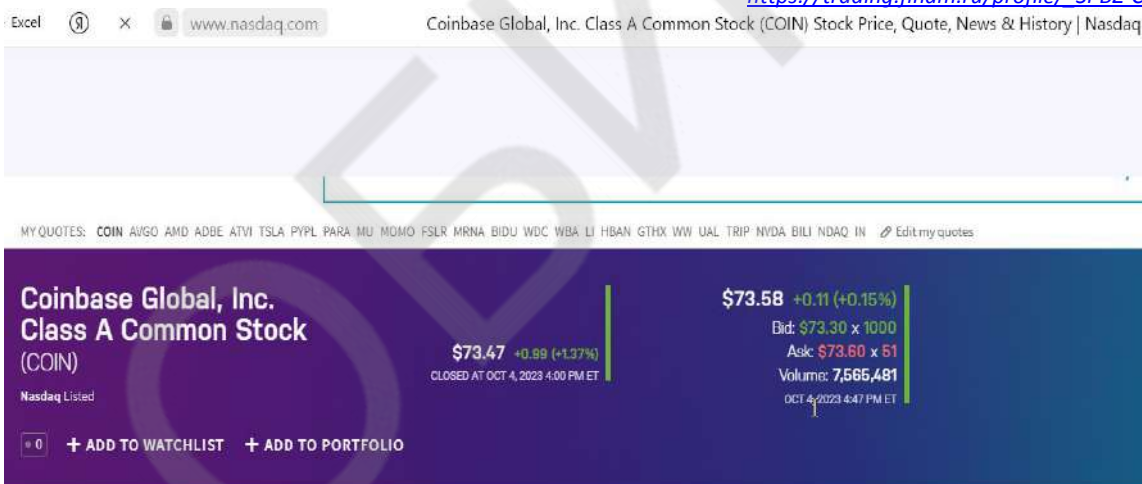 Excel
www.nasdaq.com Coinbase Global, Inc. Class A Common Stock (COIN) Stock Price, Quote, News & History | Nasdaq
MY QUOTES: COIN AVGO AMD ADBE ATVI TSLA PYPL PARA MU MOMO FSLR MRNA BIDU WDC WBA LI HBAN GTHX WW UAL TRIP NVDA BILI NDAQ IN Edit my quotes
Coinbase Global, Inc.
Class A Common Stock
(COIN)
Nasdaq Listed
$73.47 +0.99 (+1.37%)
CLOSED AT OCT 4, 2023 4:00 PM ET
$73.58 +0.11 (+0.15%)
Bid: $73.30 x 1000
Ask: $73.60 x 51
Volume: 7,565,481
OCT 4, 2023 4:47 PM ET
0 + ADD TO WATCHLIST + ADD TO PORTFOLIO